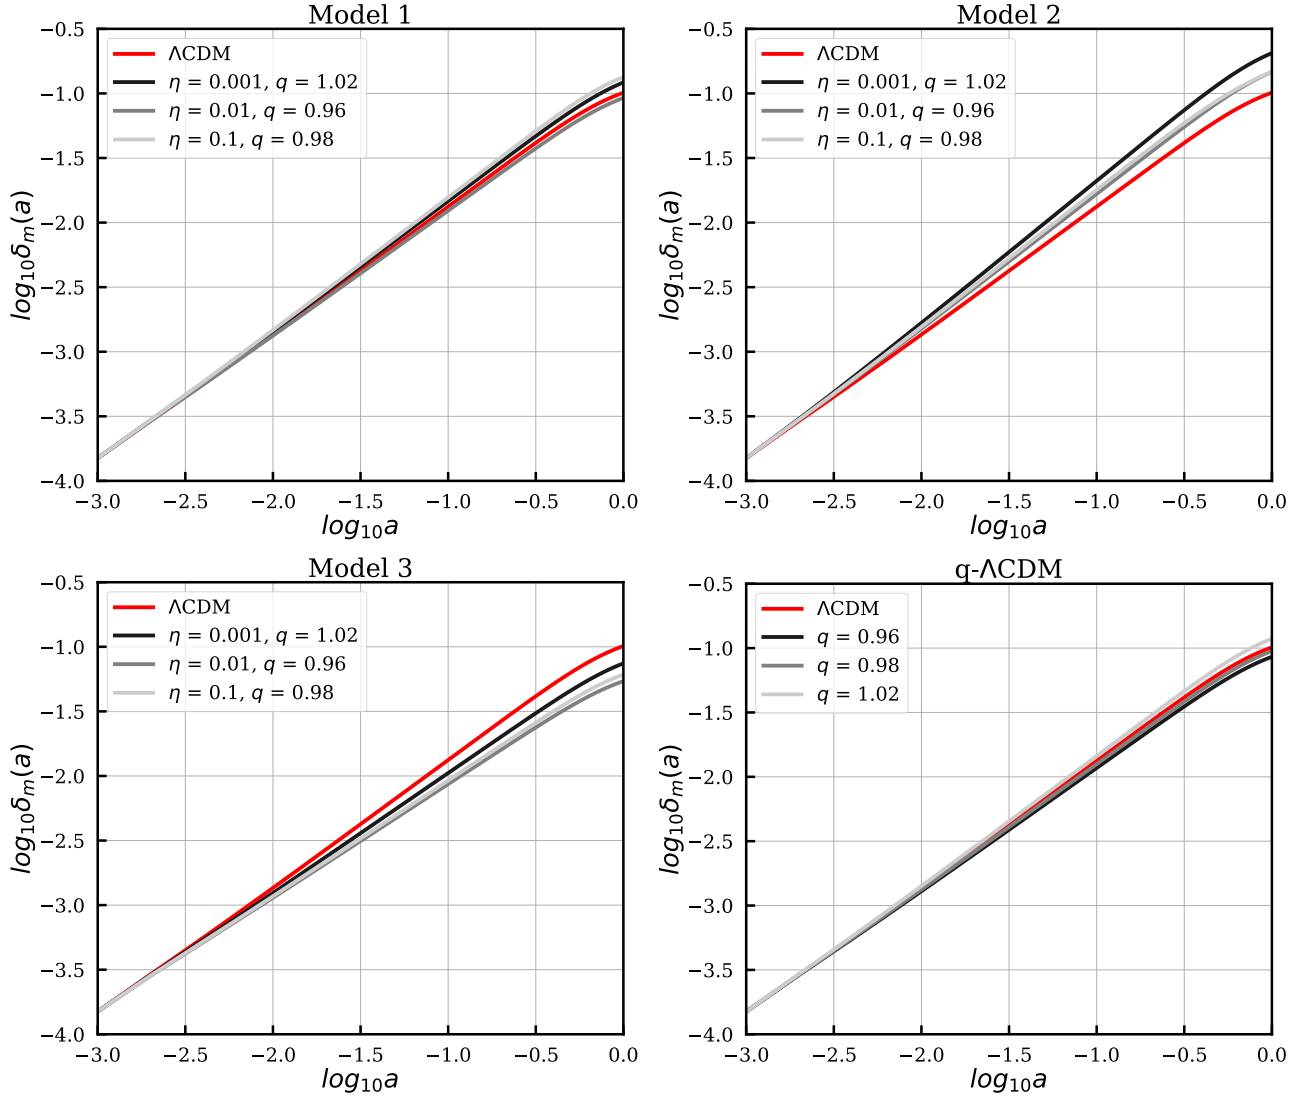 Model 1
−0.5
−1.0
−1.5
−2.0
−2.5
−3.0
−3.5
−4.0
log₁₀δₘ(a)
ΛCDM
η = 0.001, q = 1.02
η = 0.01, q = 0.96
η = 0.1, q = 0.98
−3.0 −2.5 −2.0 −1.5 −1.0 −0.5 0.0
log₁₀a
Model 2
−0.5
−1.0
−1.5
−2.0
−2.5
−3.0
−3.5
−4.0
log₁₀δₘ(a)
ΛCDM
η = 0.001, q = 1.02
η = 0.01, q = 0.96
η = 0.1, q = 0.98
−3.0 −2.5 −2.0 −1.5 −1.0 −0.5 0.0
log₁₀a
Model 3
−0.5
−1.0
−1.5
−2.0
−2.5
−3.0
−3.5
−4.0
log₁₀δₘ(a)
ΛCDM
η = 0.001, q = 1.02
η = 0.01, q = 0.96
η = 0.1, q = 0.98
−3.0 −2.5 −2.0 −1.5 −1.0 −0.5 0.0
log₁₀a
q-ΛCDM
−0.5
−1.0
−1.5
−2.0
−2.5
−3.0
−3.5
−4.0
log₁₀δₘ(a)
ΛCDM
q = 0.96
q = 0.98
q = 1.02
−3.0 −2.5 −2.0 −1.5 −1.0 −0.5 0.0
log₁₀a